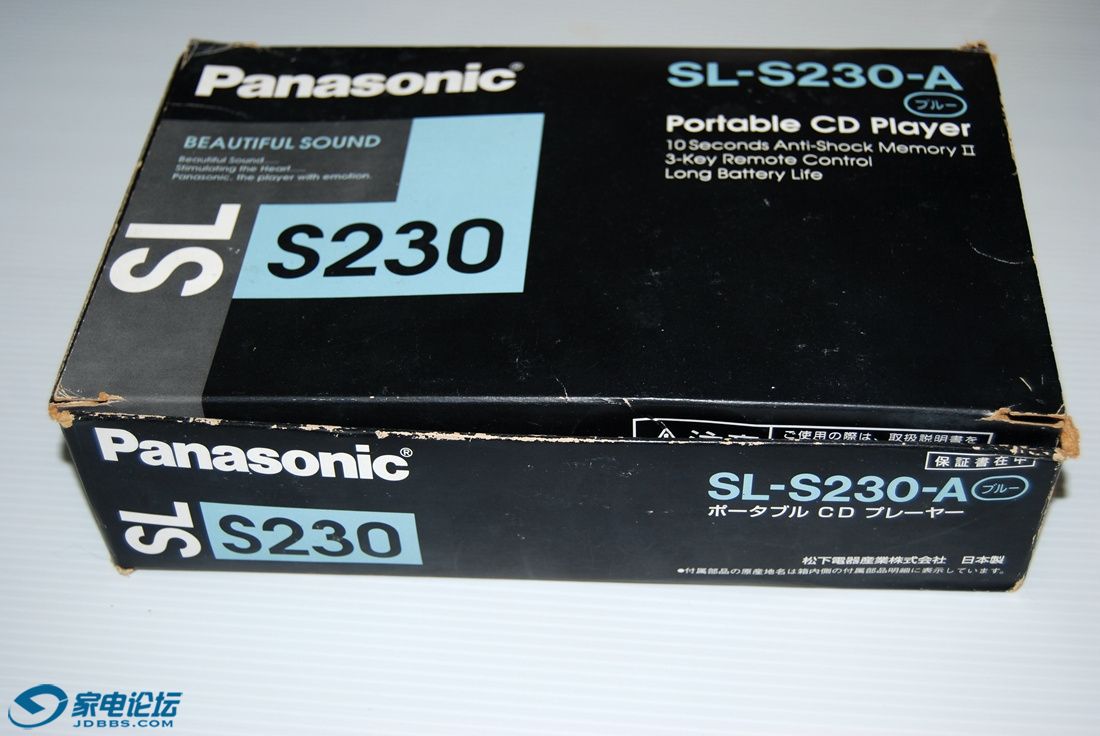 Panasonic
SL-S230-A
ブルー
Portable CD Player
10 Seconds Anti-Shock Memory II
3-Key Remote Control
Long Battery Life
BEAUTIFUL SOUND
Beautiful Sound.....
Stimulating the Heart.....
Panasonic, the player with emotion.
SL
S230
注意
ご使用の際は、取扱説明書を
保証書在中
Panasonic®
SL
S230
SL-S230-A
ブルー
ポータブル CD プレーヤー
松下電器産業株式会社 日本製
●付属部品の原産地名は箱内側の付属部品明細に表示しています。
家电论坛
JDBBS.COM